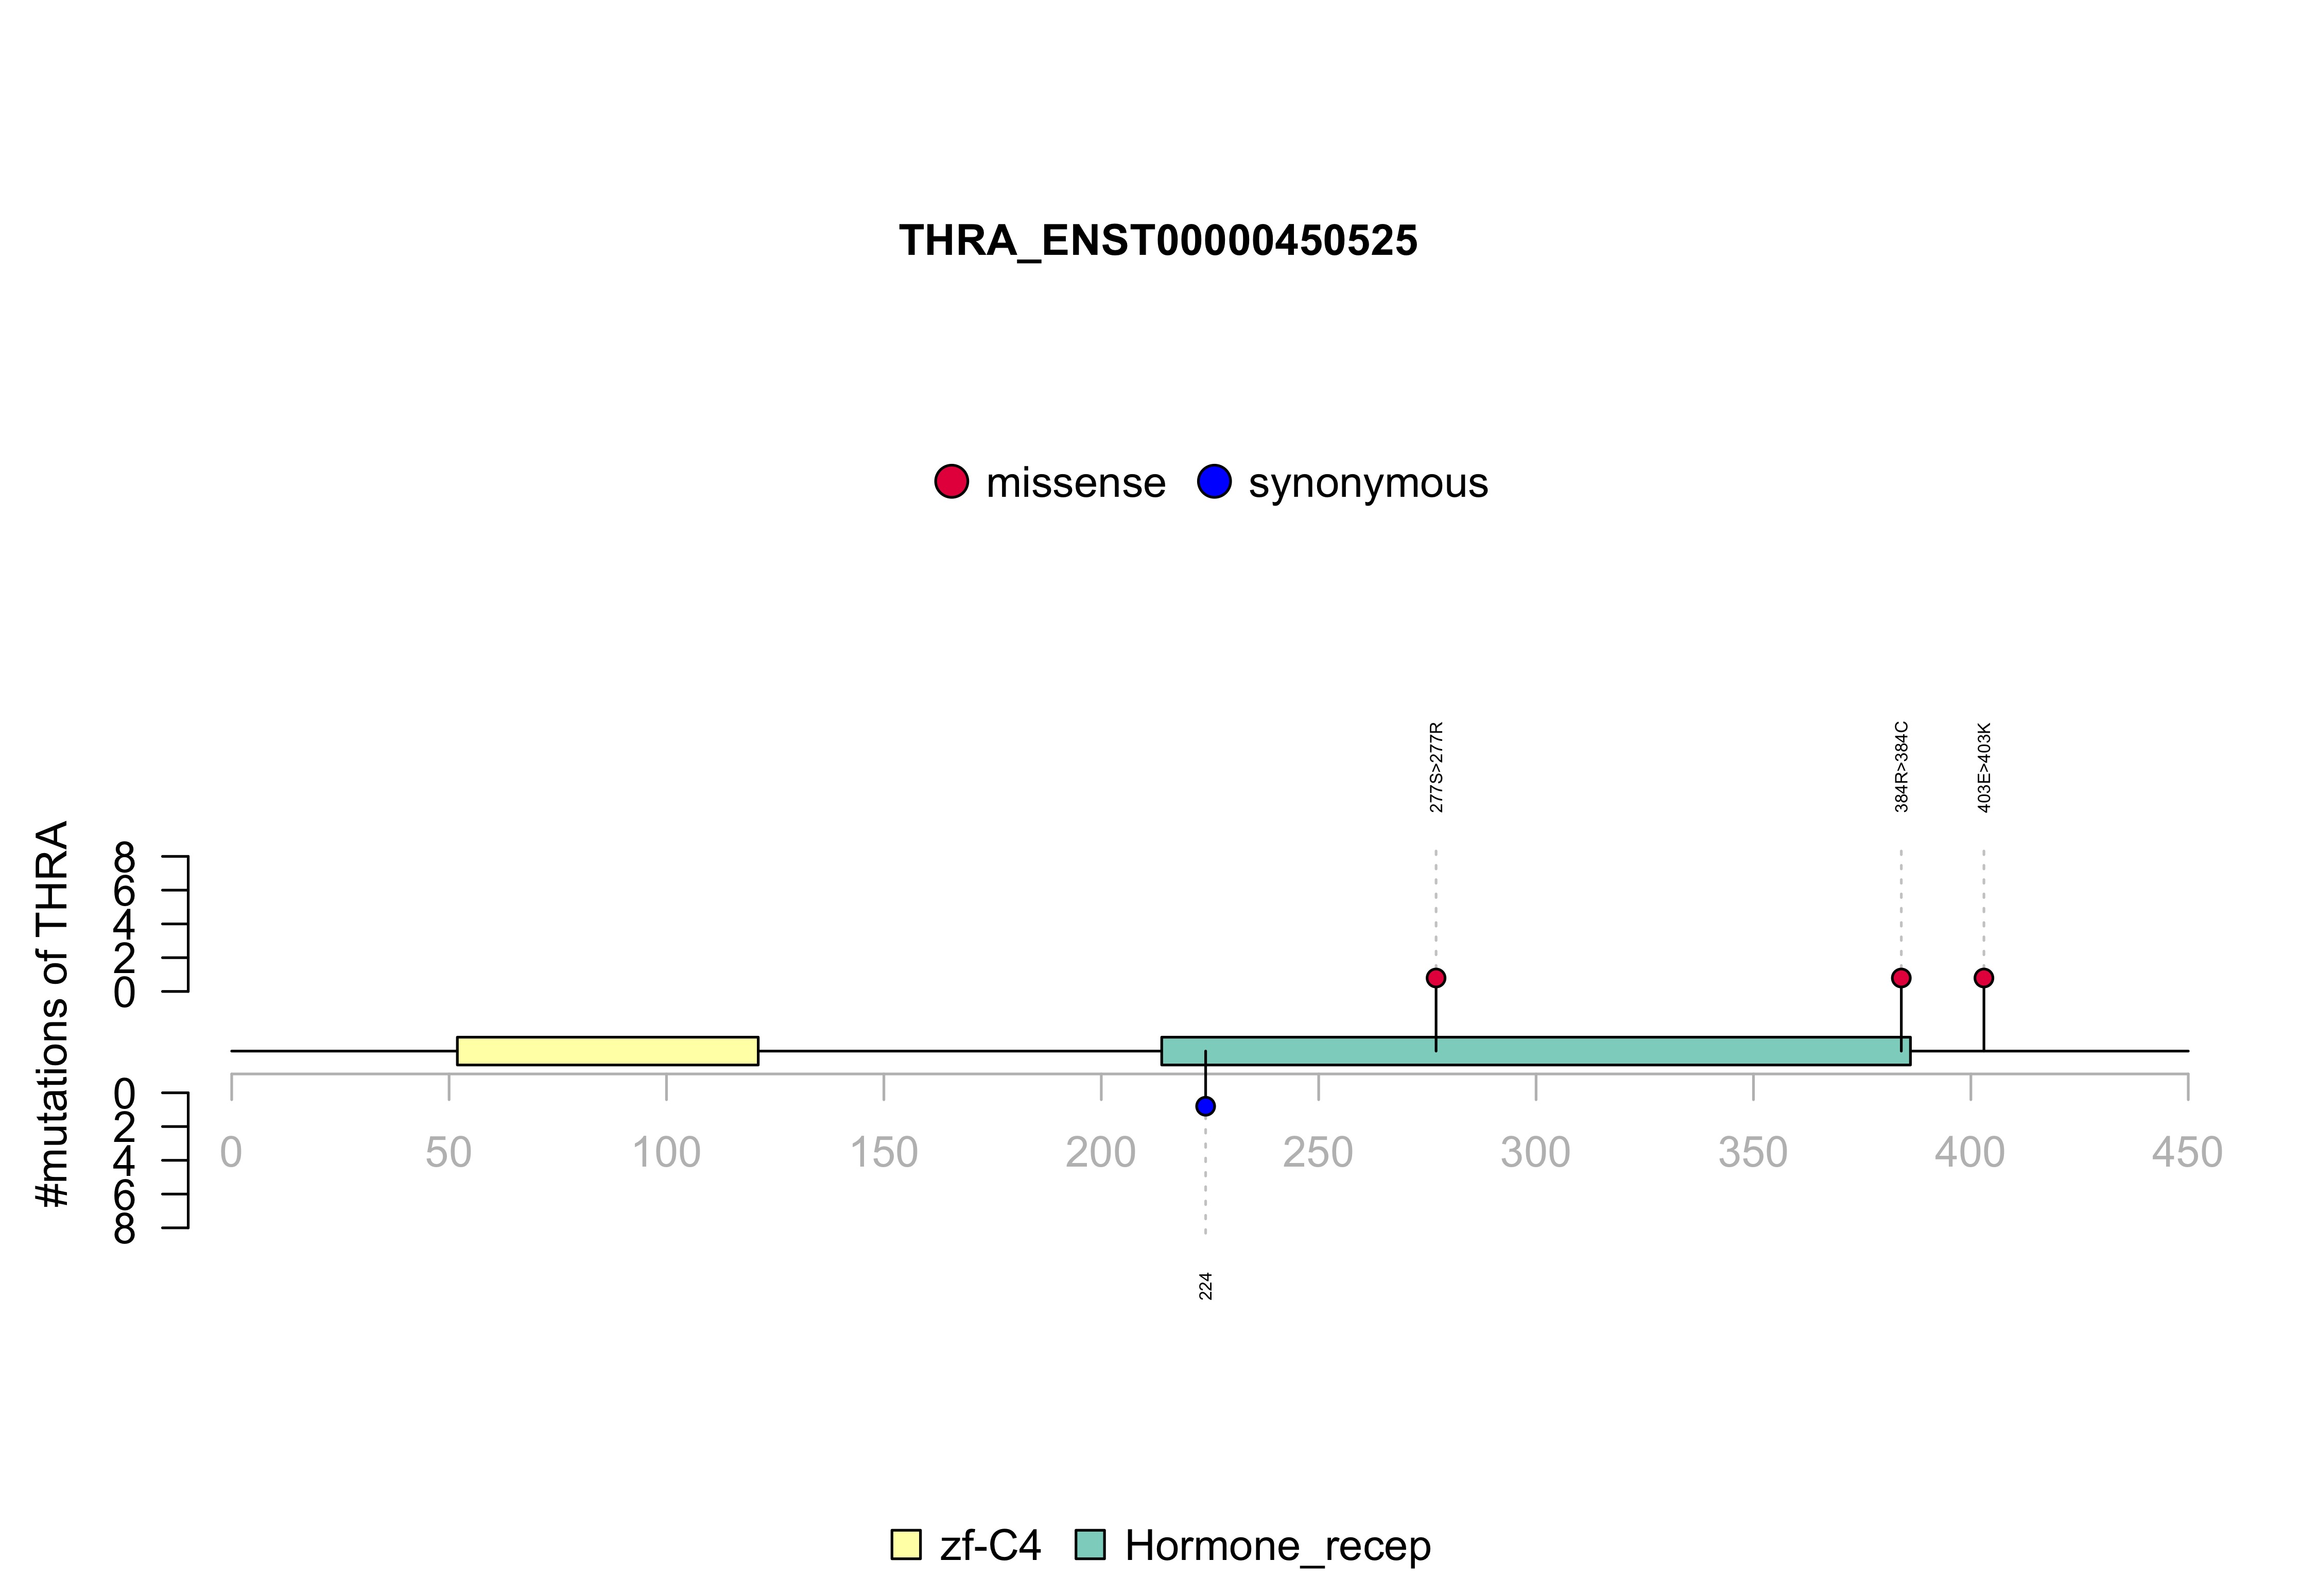 THRA_ENST00000450525
missense synonymous
277S>277R 384R>384C 403E>403K
#mutations of THRA
8
6
4
2
0
0
2
4
6
8
0 50 100 150 200 250 300 350 400 450
224
zf-C4 Hormone_recep